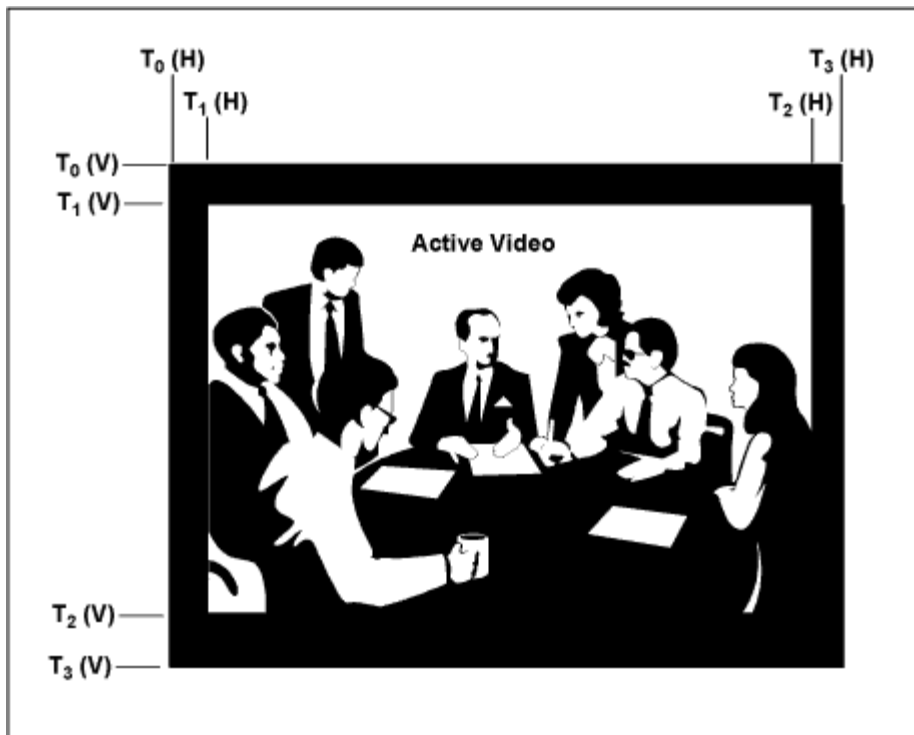 T0 (H)
T3 (H)
T1 (H)
T2 (H)
T0 (V)
T1 (V)
Active Video
T2 (V)
T3 (V)